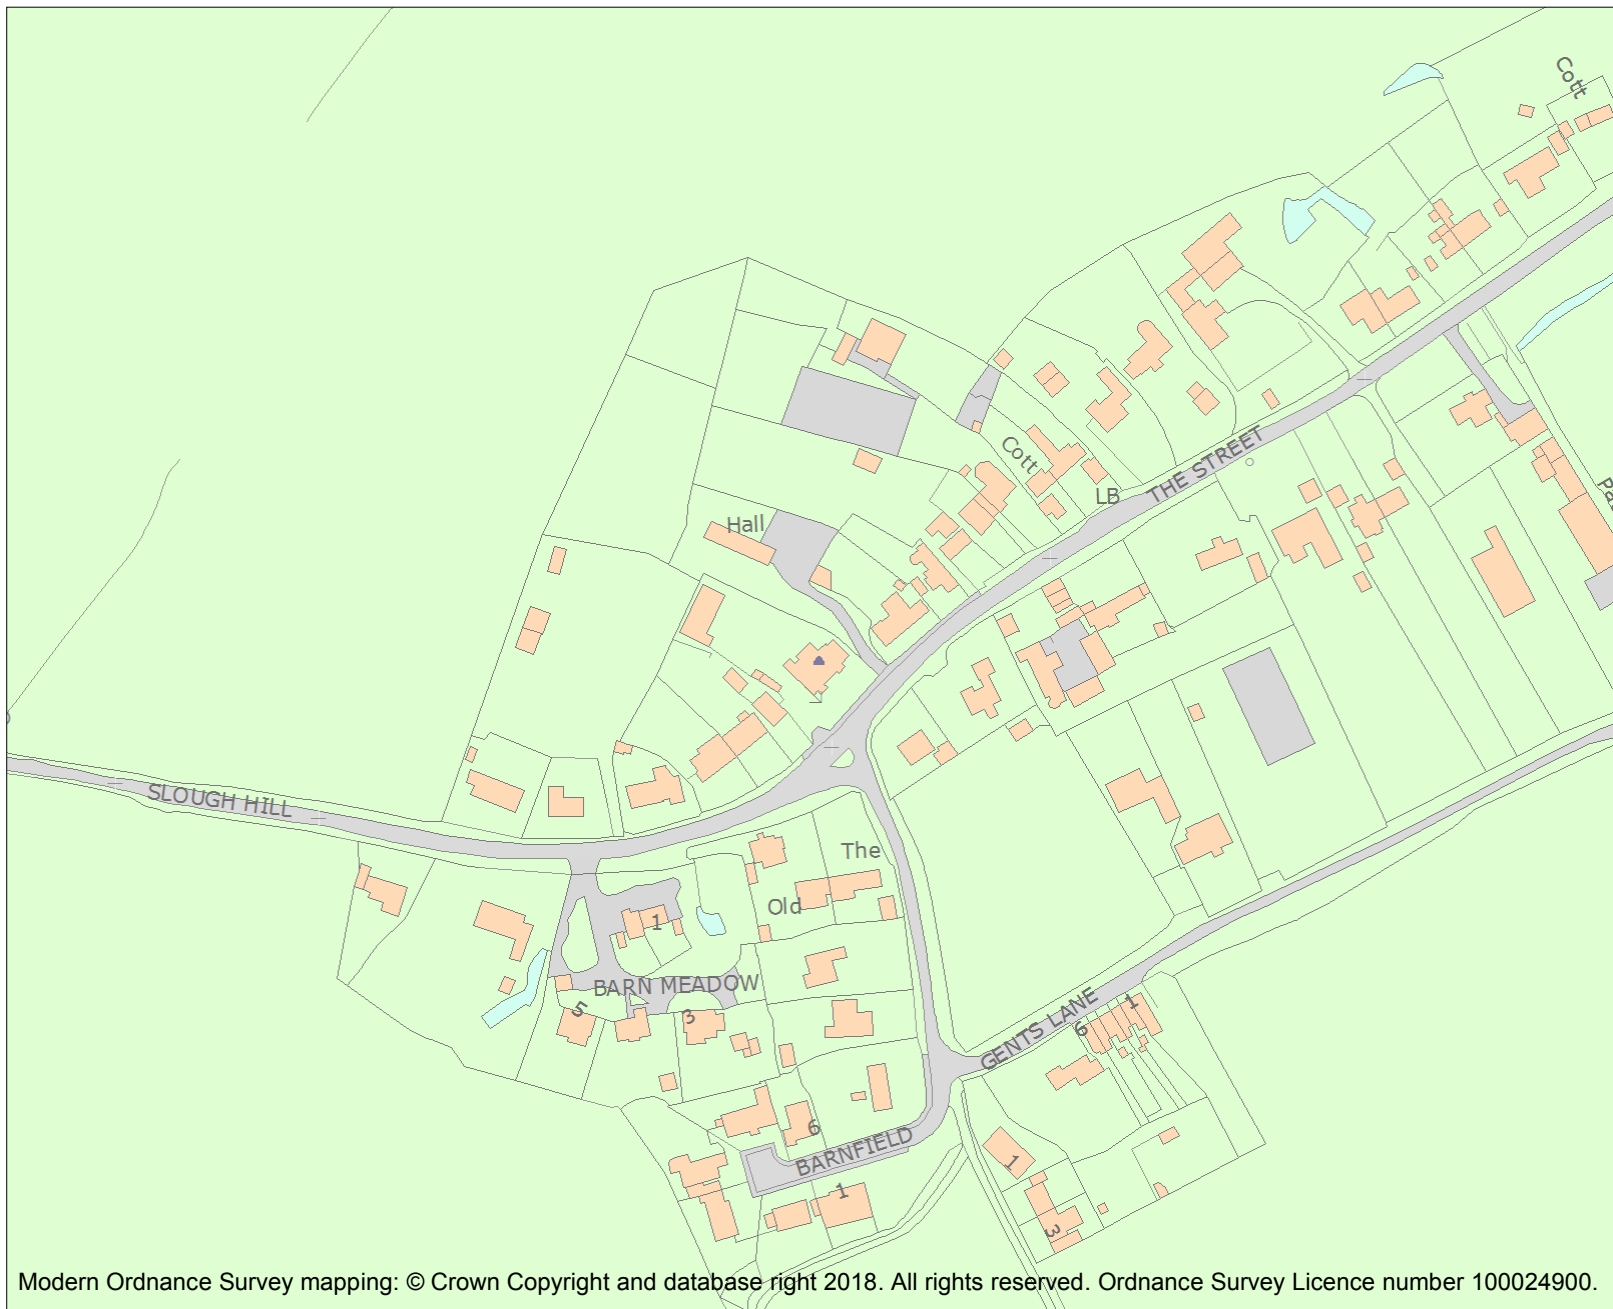 Cott
Cott
LB
THE STREET
Hall
SLOUGH HILL
The
Old
1
BARN MEADOW
5
3
GENTS LANE
1
6
6
BARNFIELD
1
1
3
Modern Ordnance Survey mapping: © Crown Copyright and database right 2018. All rights reserved. Ordnance Survey Licence number 100024900.